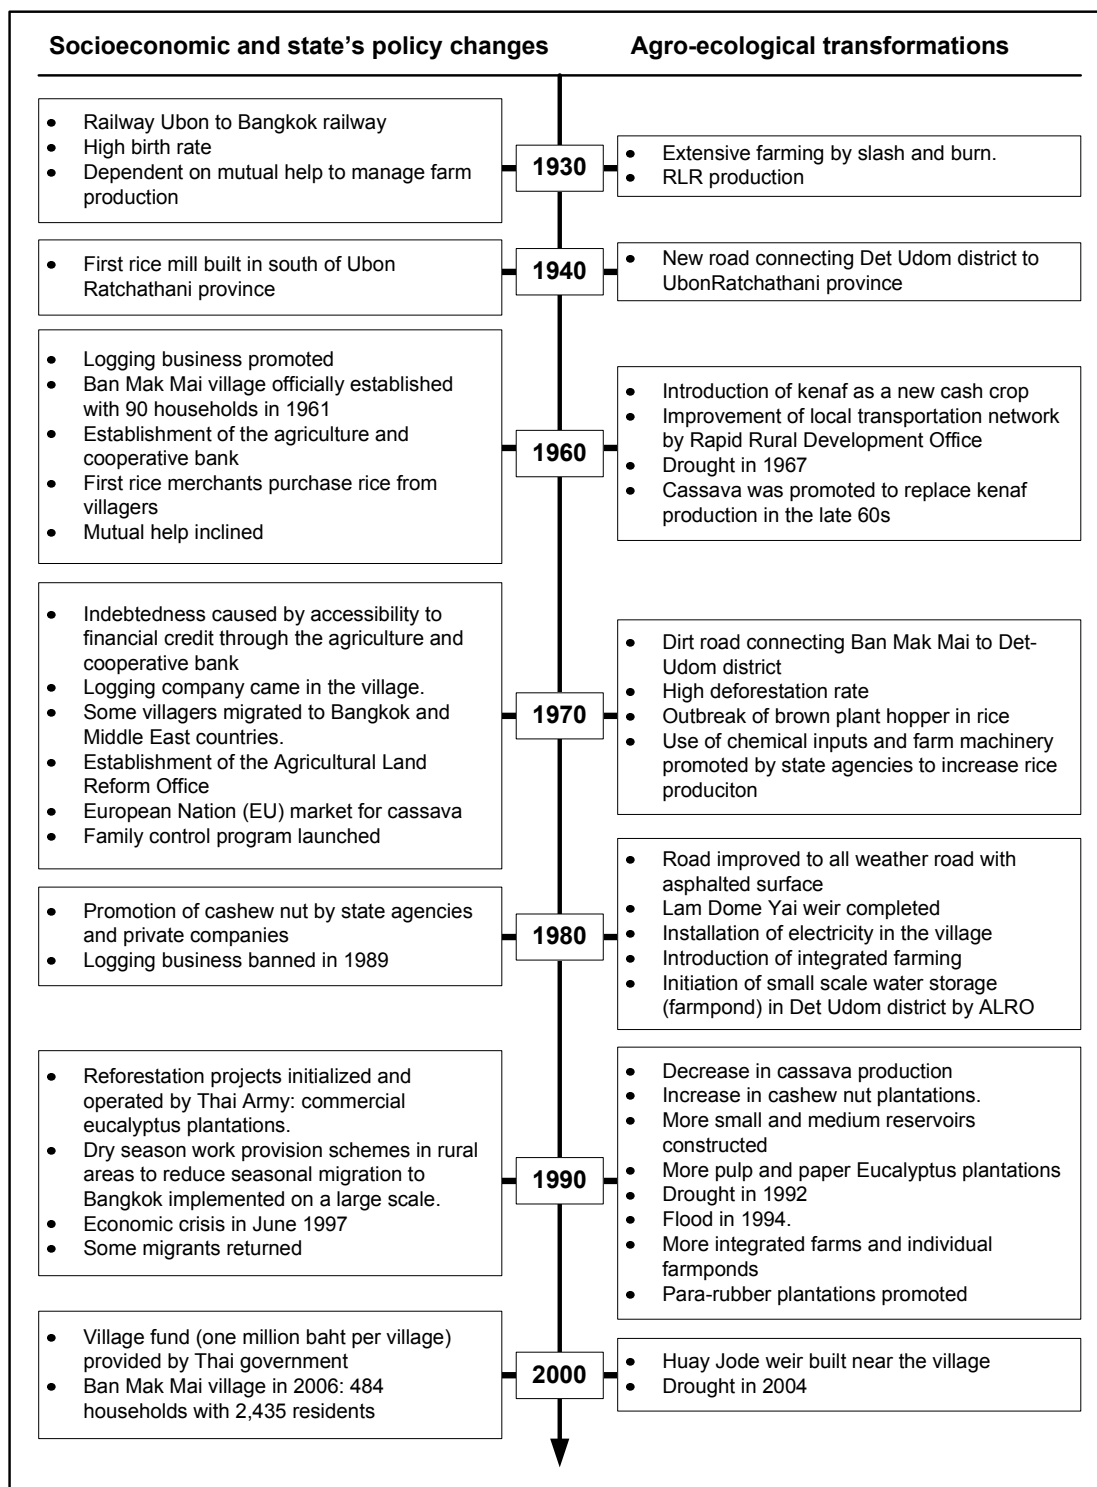 Socioeconomic and state's policy changes
Agro-ecological transformations
• Railway Ubon to Bangkok railway
• High birth rate
• Dependent on mutual help to manage farm
production
1930
• Extensive farming by slash and burn.
• RLR production
• First rice mill built in south of Ubon
Ratchathani province
1940
• New road connecting Det Udom district to
UbonRatchathani province
• Logging business promoted
• Ban Mak Mai village officially established
with 90 households in 1961
• Establishment of the agriculture and
cooperative bank
• First rice merchants purchase rice from
villagers
• Mutual help inclined
1960
• Introduction of kenaf as a new cash crop
• Improvement of local transportation network
by Rapid Rural Development Office
• Drought in 1967
• Cassava was promoted to replace kenaf
production in the late 60s
• Indebtedness caused by accessibility to
financial credit through the agriculture and
cooperative bank
• Logging company came in the village.
• Some villagers migrated to Bangkok and
Middle East countries.
• Establishment of the Agricultural Land
Reform Office
• European Nation (EU) market for cassava
• Family control program launched
1970
• Dirt road connecting Ban Mak Mai to Det-
Udom district
• High deforestation rate
• Outbreak of brown plant hopper in rice
• Use of chemical inputs and farm machinery
promoted by state agencies to increase rice
produciton
• Promotion of cashew nut by state agencies
and private companies
• Logging business banned in 1989
1980
• Road improved to all weather road with
asphalted surface
• Lam Dome Yai weir completed
• Installation of electricity in the village
• Introduction of integrated farming
• Initiation of small scale water storage
(farmpond) in Det Udom district by ALRO
• Reforestation projects initialized and
operated by Thai Army: commercial
eucalyptus plantations.
• Dry season work provision schemes in rural
areas to reduce seasonal migration to
Bangkok implemented on a large scale.
• Economic crisis in June 1997
• Some migrants returned
1990
• Decrease in cassava production
• Increase in cashew nut plantations.
• More small and medium reservoirs
constructed
• More pulp and paper Eucalyptus plantations
• Drought in 1992
• Flood in 1994.
• More integrated farms and individual
farmponds
• Para-rubber plantations promoted
• Village fund (one million baht per village)
provided by Thai government
• Ban Mak Mai village in 2006: 484
households with 2,435 residents
2000
• Huay Jode weir built near the village
• Drought in 2004